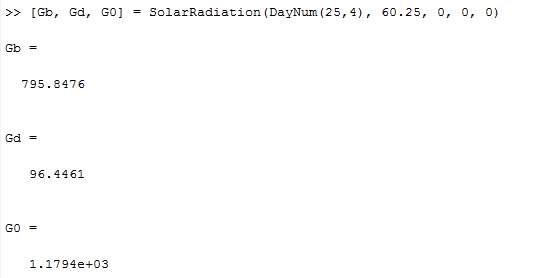 >> [Gb, Gd, G0] = SolarRadiation(DayNum(25,4), 60.25, 0, 0, 0)
Gb =
795.8476
Gd =
96.4461
G0 =
1.1794e+03